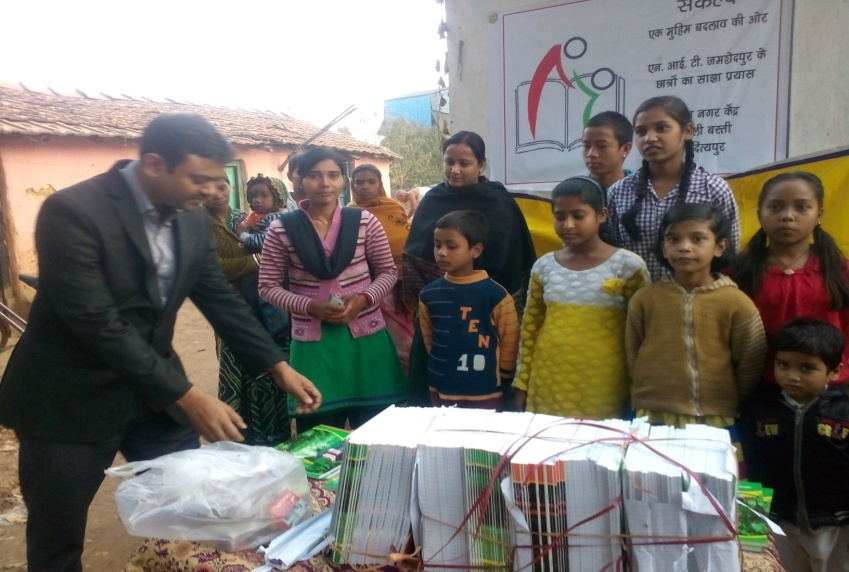 संकल्प
एक मुहिम बदलाव की ओर
एन. आई. टी. जमशेदपुर के
छात्रों का साझा प्रयास
नगर केंद्र
बस्ती
TEN
10